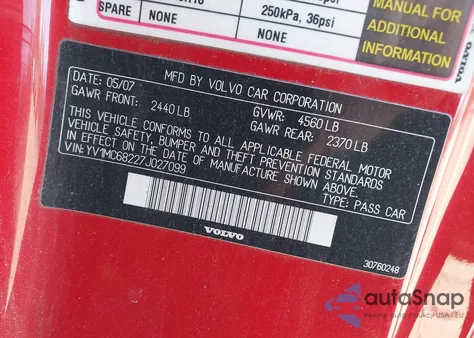 SPARE NONE NONE
250kPa, 36psi
MANUAL FOR
ADDITIONAL
INFORMATION
VOLVO
MFD BY VOLVO CAR CORPORATION
DATE: 05/07 GVWR: 4560 LB
GAWR FRONT: 2440 LB GAWR REAR: 2370 LB
THIS VEHICLE CONFORMS TO ALL APPLICABLE FEDERAL MOTOR
VEHICLE SAFETY, BUMPER AND THEFT PREVENTION STANDARDS
IN EFFECT ON THE DATE OF MANUFACTURE SHOWN ABOVE.
VIN: YV1MC68227J027099 TYPE: PASS CAR
VOLVO
30760248
autaSnap